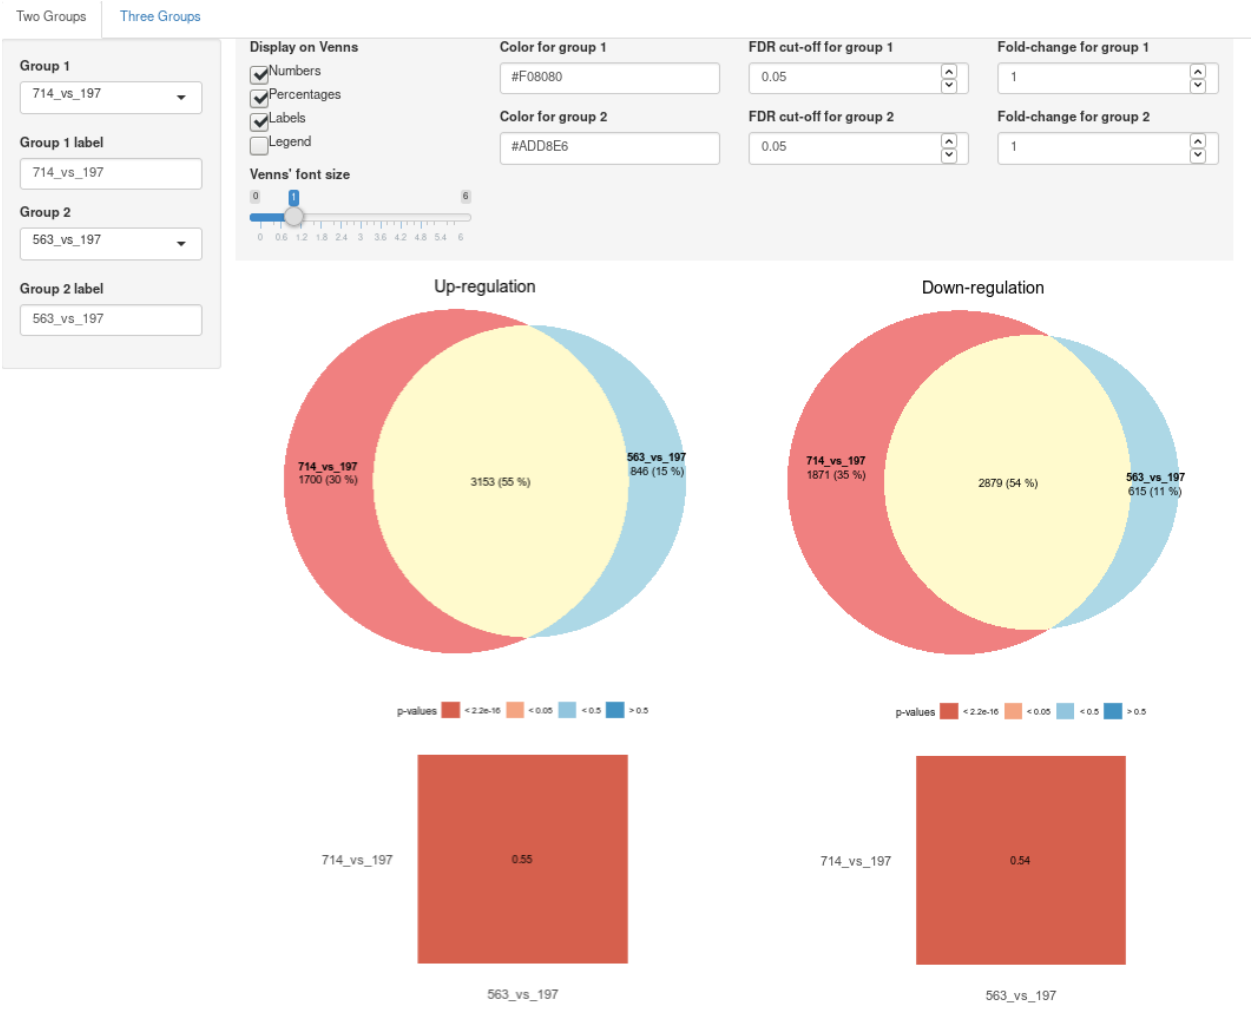 Two Groups
Three Groups
Group 1
714_vs_197
Group 1 label
714_vs_197
Group 2
563_vs_197
Group 2 label
563_vs_197
Display on Venns
Numbers
Percentages
Labels
Legend
Venns' font size
0 1 6
0 0.6 1.2 1.8 2.4 3 3.6 4.2 4.8 5.4 6
Color for group 1
#F08080
Color for group 2
#ADD8E6
FDR cut-off for group 1
0.05
FDR cut-off for group 2
0.05
Fold-change for group 1
1
Fold-change for group 2
1
Up-regulation
714_vs_197
1700 (30 %)
3153 (55 %)
563_vs_197
846 (15 %)
Down-regulation
714_vs_197
1871 (35 %)
2879 (54 %)
563_vs_197
615 (11 %)
p-values < 2.2e-16 < 0.05 < 0.5 > 0.5
714_vs_197
0.55
563_vs_197
p-values < 2.2e-16 < 0.05 < 0.5 > 0.5
714_vs_197
0.54
563_vs_197